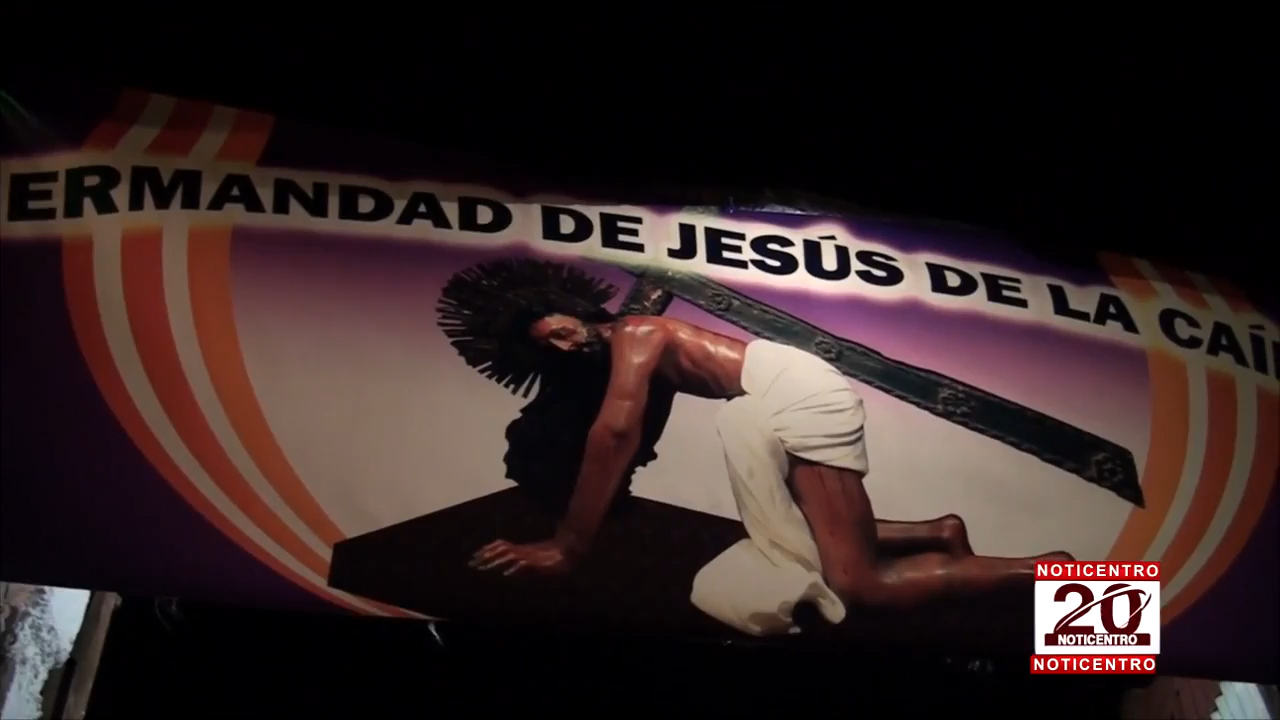 ERMANDAD DE JESÚS DE LA CAÍ
NOTICENTRO
20
NOTICENTRO
NOTICENTRO